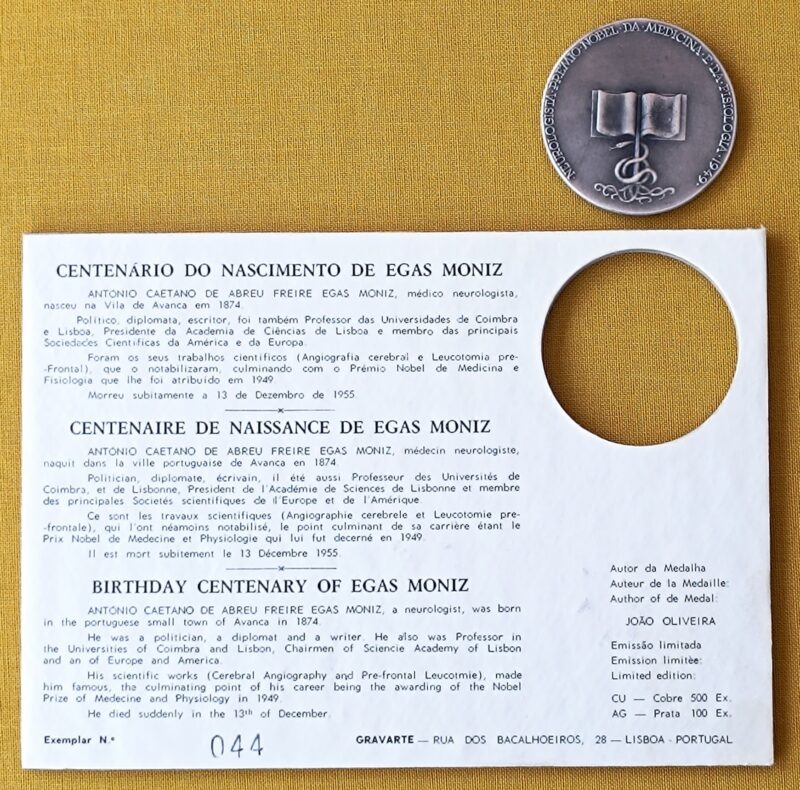 NEUROLOGISTA·PREMIO·NOBEL·DA·MEDICINA·E·DA·FISIOLOGIA·1949·
CENTENÁRIO DO NASCIMENTO DE EGAS MONIZ
ANTÓNIO CAETANO DE ABREU FREIRE EGAS MONIZ, médico neurologista,
nasceu na Vila de Avanca em 1874.
Político, diplomata, escritor, foi também Professor das Universidades de Coimbra
e Lisboa, Presidente da Academia de Ciências de Lisboa e membro das principais
Sociedades Científicas da América e da Europa.
Foram os seus trabalhos científicos (Angiografia cerebral e Leucotomia pre-
-Frontal), que o notabilizaram, culminando com o Prémio Nobel de Medicina e
Fisiologia que lhe foi atribuído em 1949.
Morreu subitamente a 13 de Dezembro de 1955.
CENTENAIRE DE NAISSANCE DE EGAS MONIZ
ANTÓNIO CAETANO DE ABREU FREIRE EGAS MONIZ, médecin neurologiste,
naquit dans la ville portuguaise de Avanca en 1874.
Politician, diplomate, écrivain, il été aussi Professeur des Univérsités de
Coimbra, et de Lisbonne, President de l'Académie de Sciences de Lisbonne et membre
des principales Societés scientifiques de l'Europe et de l'Amérique.
Ce sont les travaux scientifiques (Angiographie cerebrele et Leucotomie pre-
-frontale), qui l'ont néamoins notabilisé, le point culminant de sa carrière étant le
Prix Nobel de Medecine et Physiologie qui lui fut decerné en 1949.
Il est mort subitement le 13 Décembre 1955.
BIRTHDAY CENTENARY OF EGAS MONIZ
ANTÓNIO CAETANO DE ABREU FREIRE EGAS MONIZ, a neurologist, was born
in the portuguese small town of Avanca in 1874.
He was a politician, a diplomat and a writer. He also was Professor in
the Universities of Coimbra and Lisbon, Chairmen of Sciencie Academy of Lisbon
and an of Europe and America.
His scientific works (Cerebral Angiography and Pre-frontal Leucotmie), made
him famous, the culminating point of his career being the awarding of the Nobel
Prize of Medecine and Physiology in 1949.
He died suddenly in the 13th of December.
Autor da Medalha
Auteur de la Medaille:
Author of de Medal:
JOÃO OLIVEIRA
Emissão limitada
Emission limitèe:
Limited edition:
CU — Cobre 500 Ex.
AG — Prata 100 Ex.
Exemplar N.º 044
GRAVARTE — RUA DOS BACALHOEIROS, 28 — LISBOA - PORTUGAL